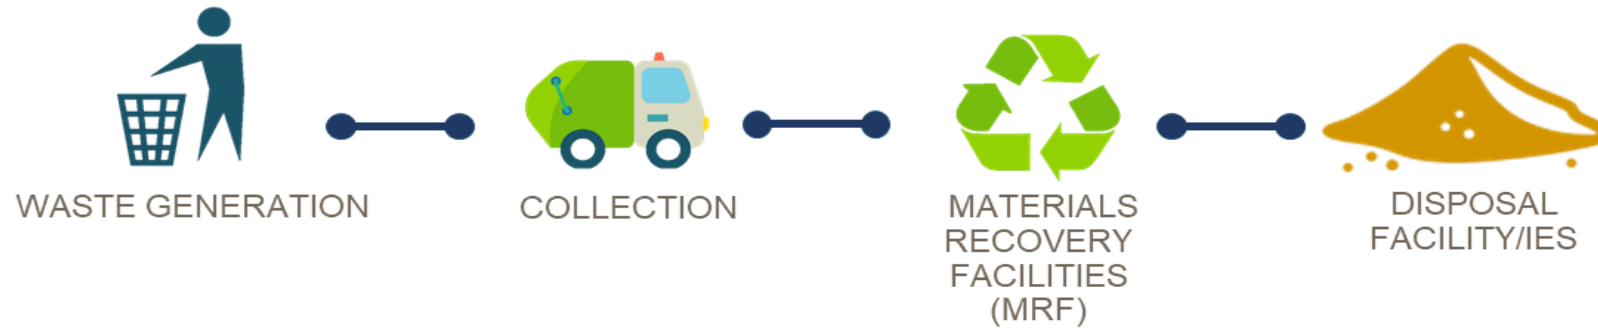 WASTE GENERATION
COLLECTION
MATERIALS
RECOVERY
FACILITIES
(MRF)
DISPOSAL
FACILITY/IES